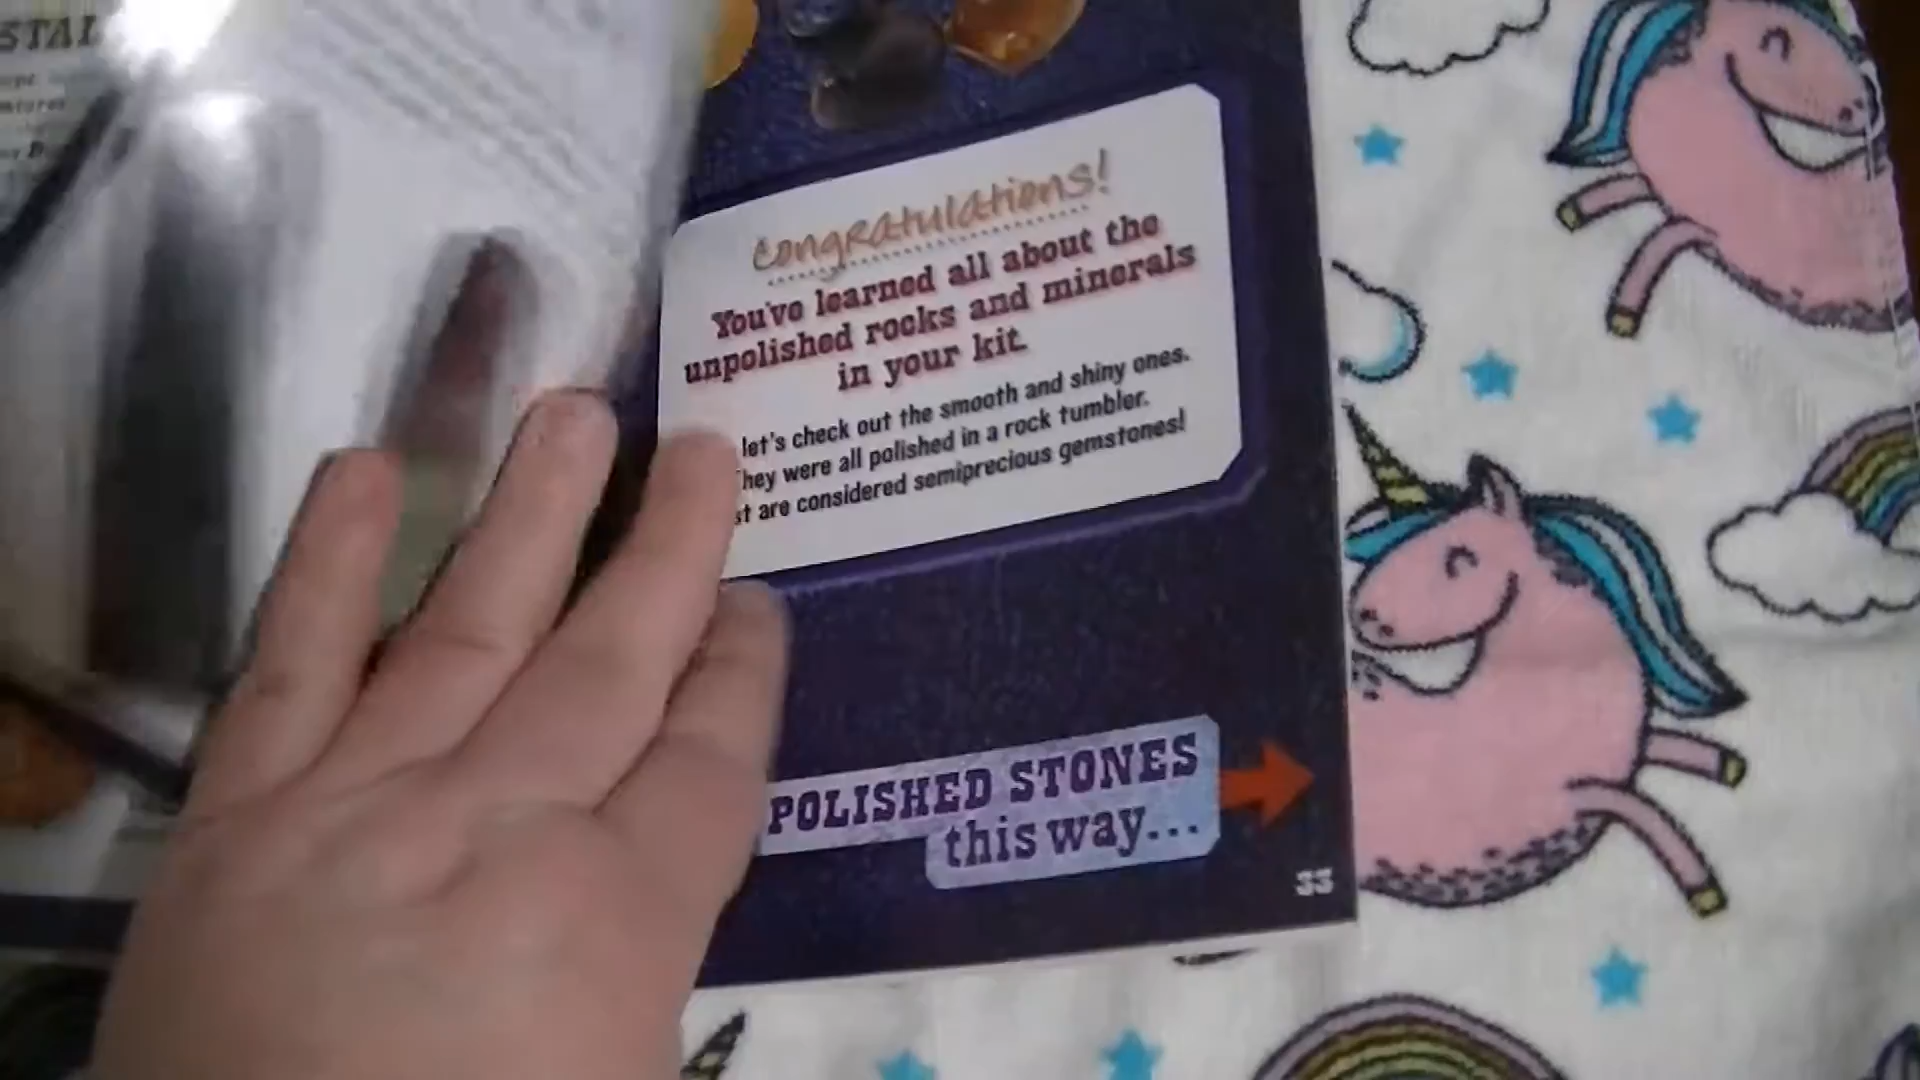 STAL
Congratulations!
You've learned all about the
unpolished rocks and minerals
in your kit.
let's check out the smooth and shiny ones.
hey were all polished in a rock tumbler.
st are considered semiprecious gemstones!
POLISHED STONES
this way...
33